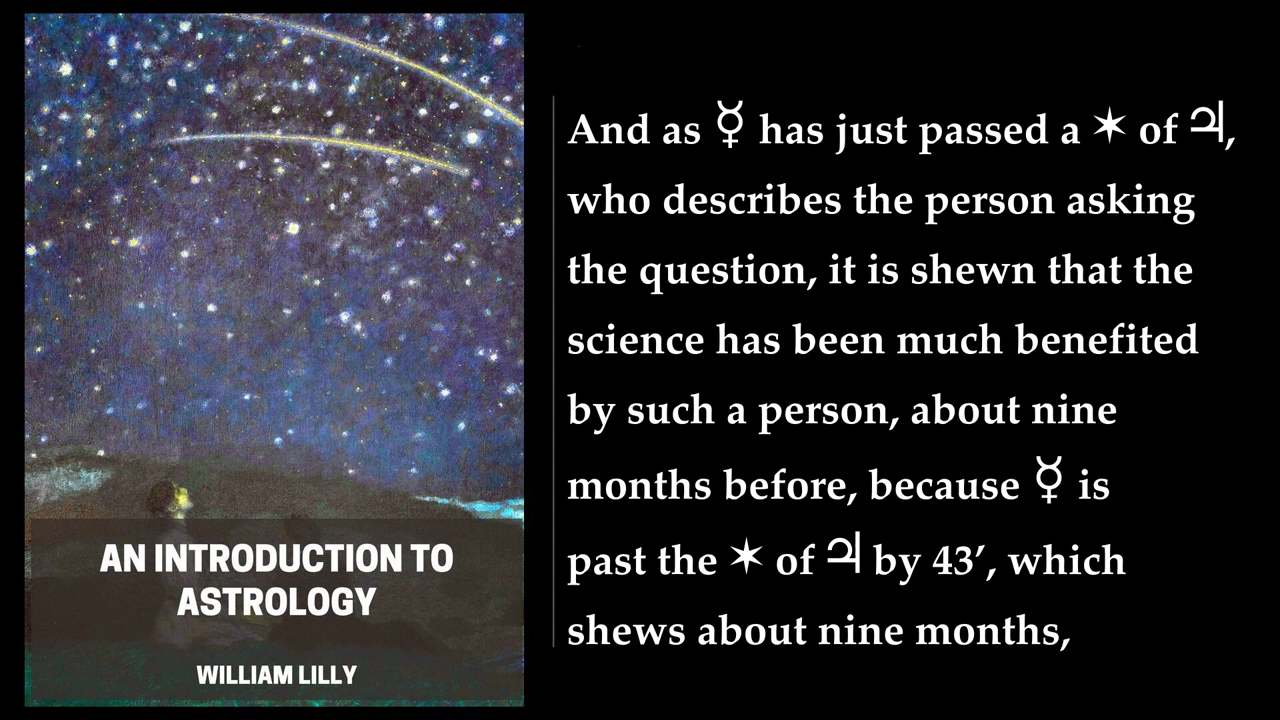 AN INTRODUCTION TO
ASTROLOGY
WILLIAM LILLY
And as ☿ has just passed a ✶ of ♃,
who describes the person asking
the question, it is shewn that the
science has been much benefited
by such a person, about nine
months before, because ☿ is
past the ✶ of ♃ by 43′, which
shews about nine months,